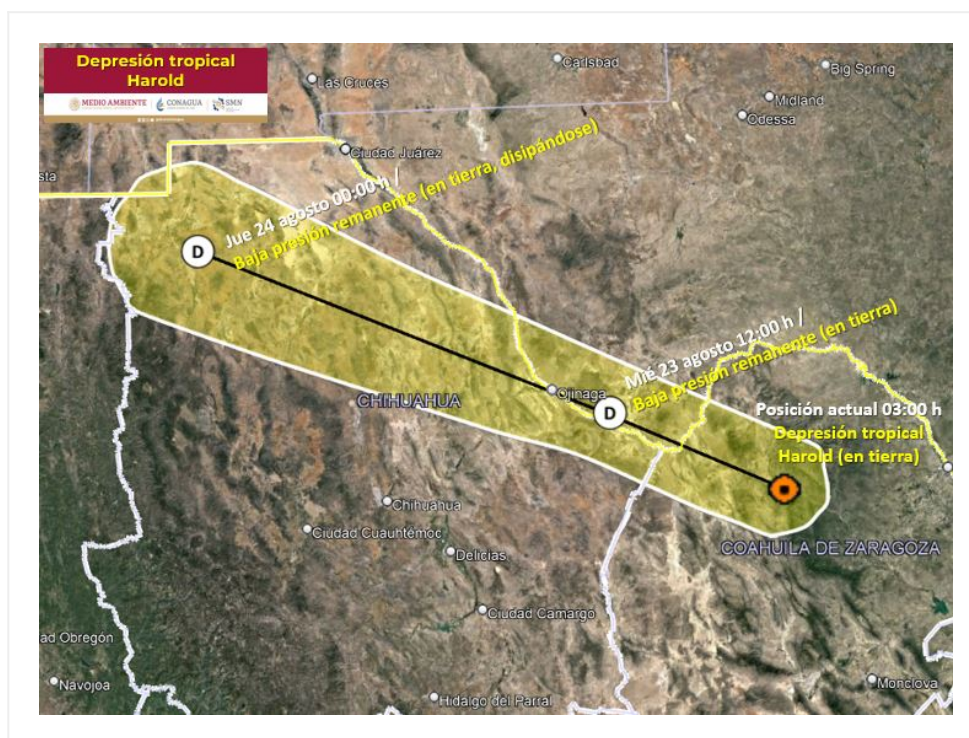 Depresión tropical
Harold
MEDIO AMBIENTE
CONAGUA
SMN
Carlsbad
Big Spring
Las Cruces
Midland
Odessa
Ciudad Juárez
sta
Jue 24 agosto 00:00 h /
Baja presión remanente (en tierra, disipándose)
D
Mié 23 agosto 12:00 h /
Baja presión remanente (en tierra)
Ojinaga
D
CHIHUAHUA
Posición actual 03:00 h
Depresión tropical
Harold (en tierra)
Chihuahua
Ciudad Cuauhtémoc
Delicias
COAHUILA DE ZARAGOZA
Ciudad Camargo
ad Obregón
Navojoa
Monclova
Hidalgo del Parral